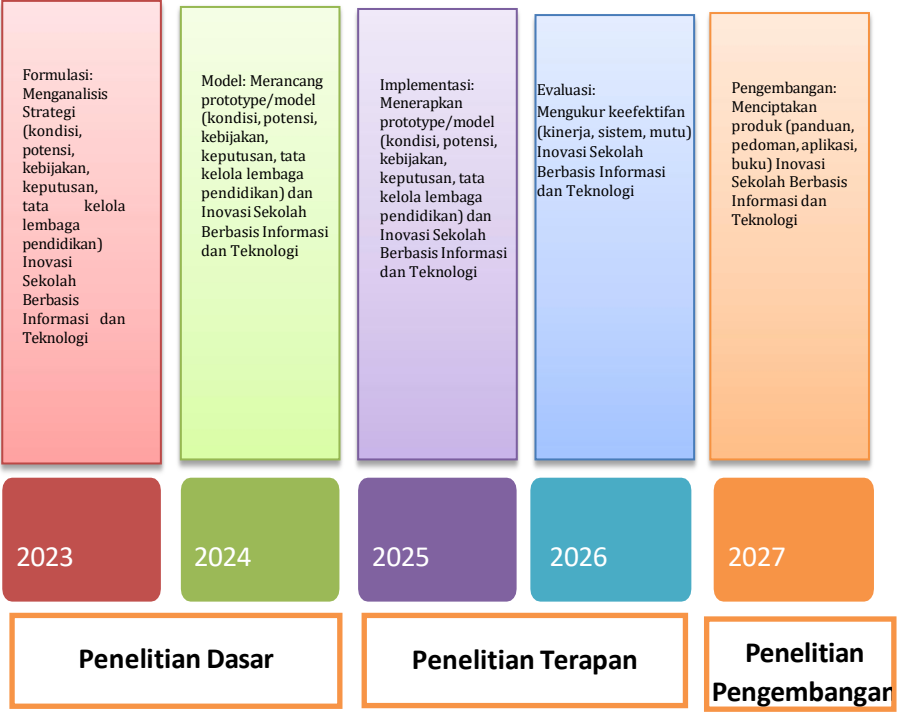 Formulasi:
Menganalisis
Strategi
(kondisi,
potensi,
kebijakan,
keputusan,
tata kelola
lembaga
pendidikan)
Inovasi
Sekolah
Berbasis
Informasi dan
Teknologi
Model: Merancang
prototype/model
(kondisi, potensi,
kebijakan,
keputusan, tata
kelola lembaga
pendidikan) dan
Inovasi Sekolah
Berbasis Informasi
dan Teknologi
Implementasi:
Menerapkan
prototype/model
(kondisi, potensi,
kebijakan,
keputusan, tata
kelola lembaga
pendidikan) dan
Inovasi Sekolah
Berbasis Informasi
dan Teknologi
Evaluasi:
Mengukur keefektifan
(kinerja, sistem, mutu)
Inovasi Sekolah
Berbasis Informasi
dan Teknologi
Pengembangan:
Menciptakan
produk (panduan,
pedoman, aplikasi,
buku) Inovasi
Sekolah Berbasis
Informasi dan
Teknologi
2023
2024
2025
2026
2027
Penelitian Dasar
Penelitian Terapan
Penelitian
Pengembangan